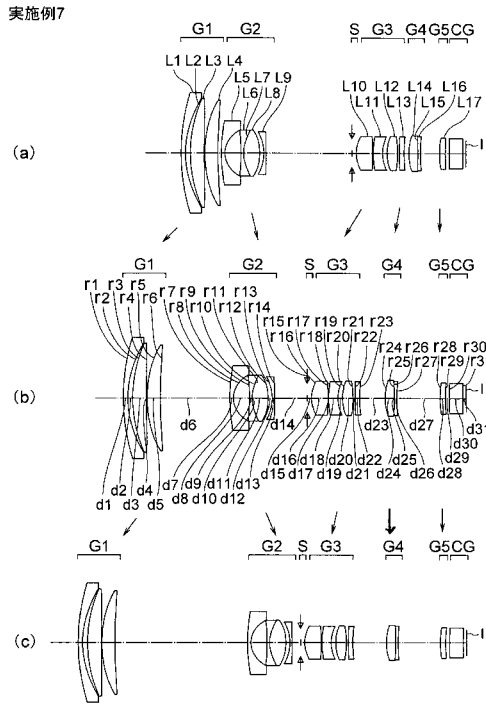 実施例7
G1 G2 S G3 G4 G5 CG
L1 L2 L3 L4
L5 L7 L9
L6 L8
L10 L12 L14 L16
L11 L13 L15 L17
(a)
I
G1 G2 S G3 G4 G5 CG
r1 r3 r5
r2 r4 r6
r7 r9 r11 r13
r8 r10 r12 r14
r15 r17 r19 r21 r23
r16 r18 r20 r22
r24 r26 r28 r30
r25 r27 r29 r3
(b)
I
d6 d14 d23 d27 d31
d7 d9 d11 d13
d8 d10 d12
d16 d18 d20 d22
d15 d17 d19 d21
d25
d24 d26 d28
d30
d29
d2 d4
d1 d3 d5
G1 G2 S G3 G4 G5 CG
(c)
I